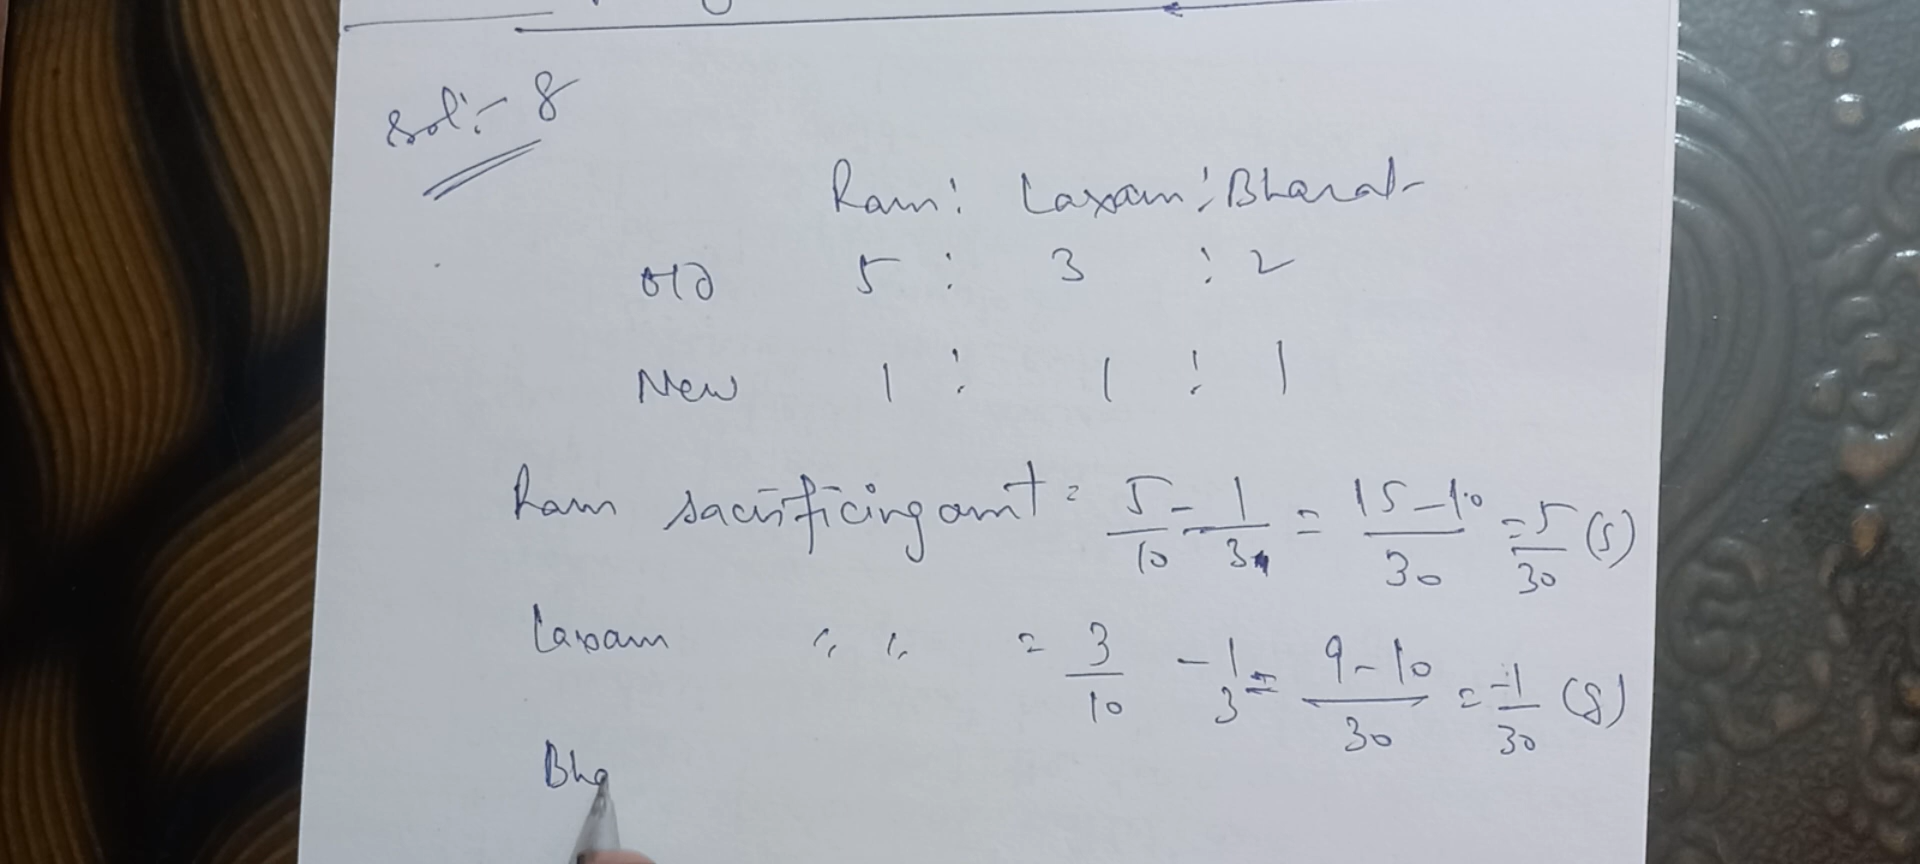 Sol:- 8
Ram: Laxam: Bharat
Old 5 : 3 : 2
New 1 : 1 : 1
Ram sacrificing amt = 5/10 - 1/3 = 15-10/30 = 5/30 (S)
Laxam " " = 3/10 - 1/3 = 9-10/30 = -1/30 (g)
Bha